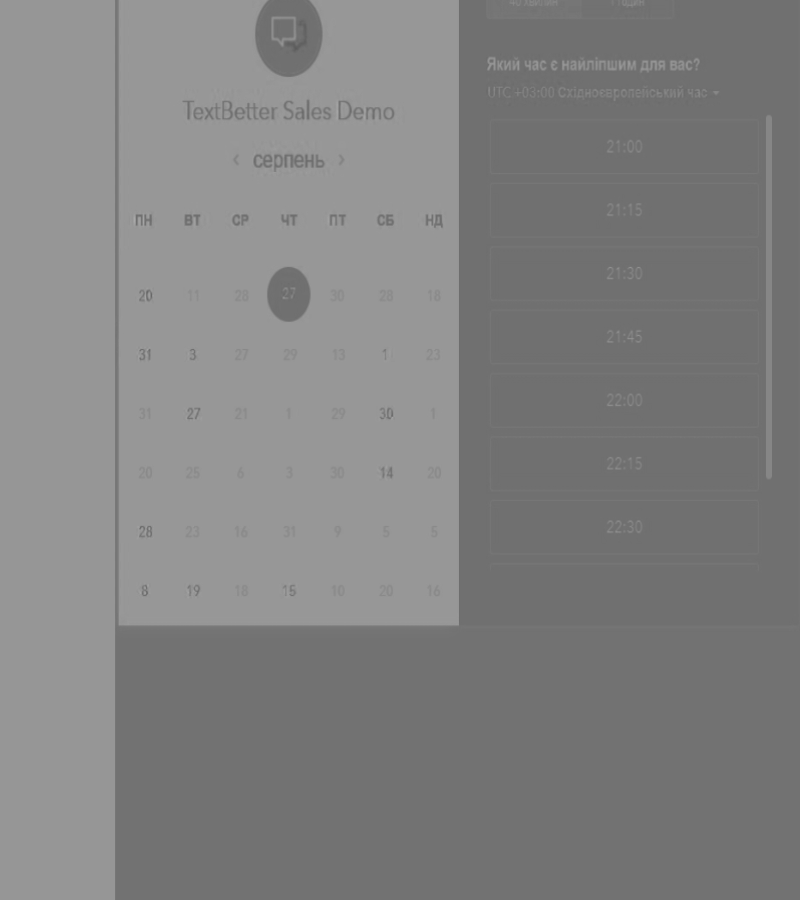 TextBetter Sales Demo
‹ серпень ›
ПН ВТ СР ЧТ ПТ СБ НД
20 11 28 27 30 28 18
31 3 27 29 13 1 23
31 27 21 1 29 30 1
20 25 6 3 30 14 20
28 23 16 31 9 5 5
8 19 18 15 10 20 16
Який час є найліпшим для вас?
UTC +03:00 Східноєвропейський час
21:00
21:15
21:30
21:45
22:00
22:15
22:30